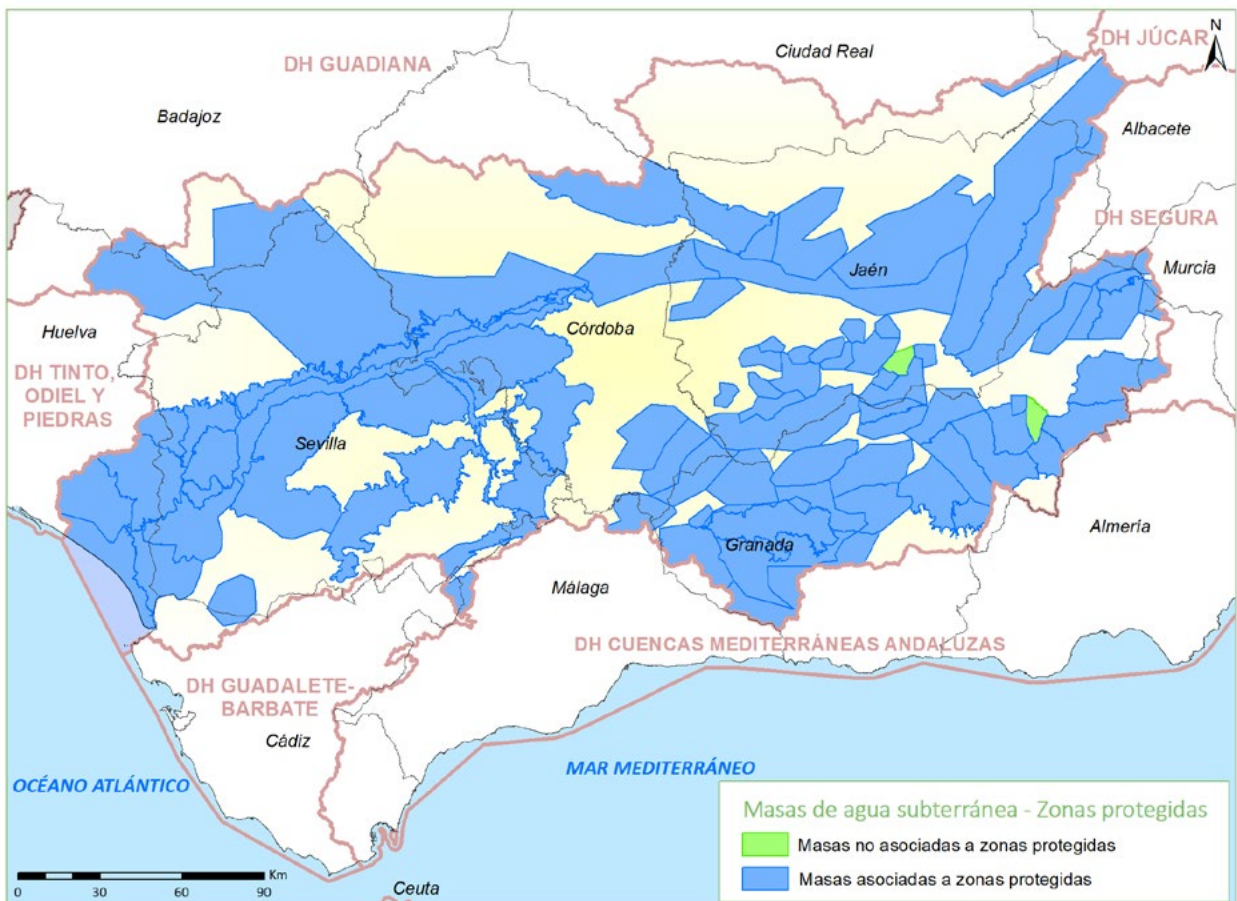 DH JÚCAR
N
Ciudad Real
DH GUADIANA
Badajoz
Albacete
DH SEGURA
Murcia
Jaén
Huelva
Córdoba
DH TINTO,
ODIEL Y
PIEDRAS
Sevilla
Almería
Granada
Málaga
DH CUENCAS MEDITERRÁNEAS ANDALUZAS
DH GUADALETE-
BARBATE
Cádiz
OCÉANO ATLÁNTICO
MAR MEDITERRÁNEO
Masas de agua subterránea - Zonas protegidas
Masas no asociadas a zonas protegidas
Masas asociadas a zonas protegidas
Km
0 30 60 90
Ceuta